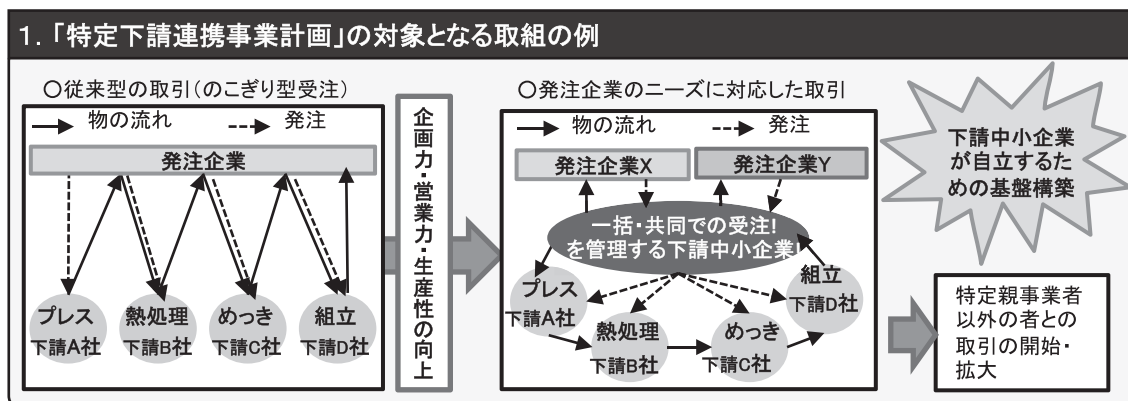 1. 「特定下請連携事業計画」の対象となる取組の例
○従来型の取引(のこぎり型受注)
物の流れ
発注
発注企業
プレス
下請A社
熱処理
下請B社
めっき
下請C社
組立
下請D社
企画力・営業力・生産性の向上
○発注企業のニーズに対応した取引
物の流れ
発注
発注企業X
発注企業Y
一括・共同での受注!
を管理する下請中小企業!
プレス
下請A社
熱処理
下請B社
めっき
下請C社
組立
下請D社
下請中小企業
が自立するた
めの基盤構築
特定親事業者
以外の者との
取引の開始・
拡大